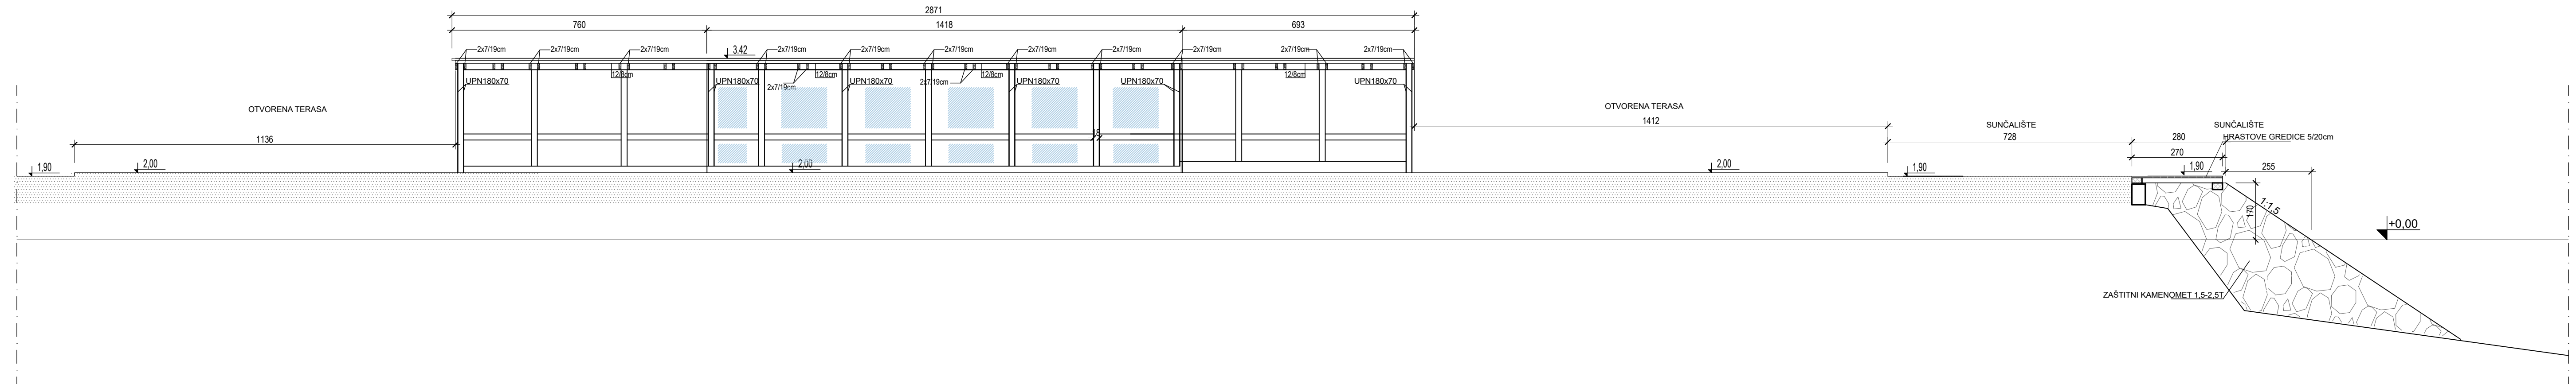 2871
760 1418 693
2x7/19cm 2x7/19cm 2x7/19cm 3.42 2x7/19cm 2x7/19cm 2x7/19cm 2x7/19cm 2x7/19cm 2x7/19cm 2x7/19cm 2x7/19cm
12/8cm 12/8cm 12/8cm 12/8cm
UPN180x70 UPN180x70 UPN180x70 UPN180x70 UPN180x70 UPN180x70
2x7/19cm 2x7/19cm
OTVORENA TERASA OTVORENA TERASA
1412
SUNČALIŠTE SUNČALIŠTE
18
1136 728 280 HRASTOVE GREDICE 5/20cm
270
1,90 2,00 2,00 2,00 1,90 1,90 255
170 1:1,5
+0,00
ZAŠTITNI KAMENOMET 1,5-2,5T